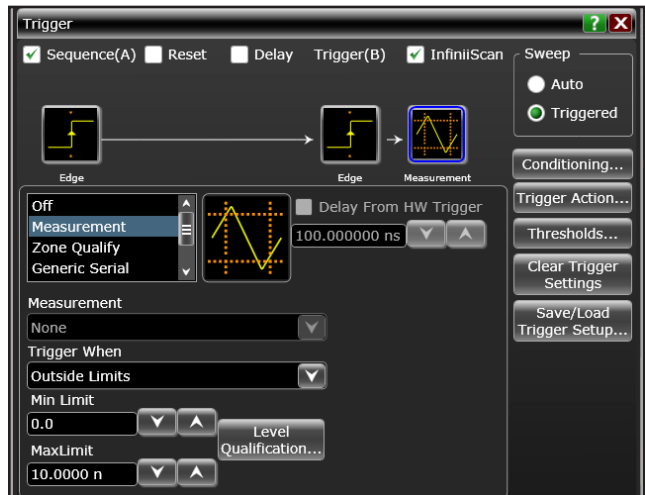 Trigger
? X
Sequence(A) Reset Delay Trigger(B) InfiniiScan
Sweep
Auto
Triggered
Edge
Edge
Measurement
Conditioning...
Trigger Action...
Thresholds...
Clear Trigger
Settings
Save/Load
Trigger Setup...
Off
Measurement
Zone Qualify
Generic Serial
Delay From HW Trigger
100.000000 ns
Measurement
None
Trigger When
Outside Limits
Min Limit
0.0
Level
Qualification...
MaxLimit
10.0000 n